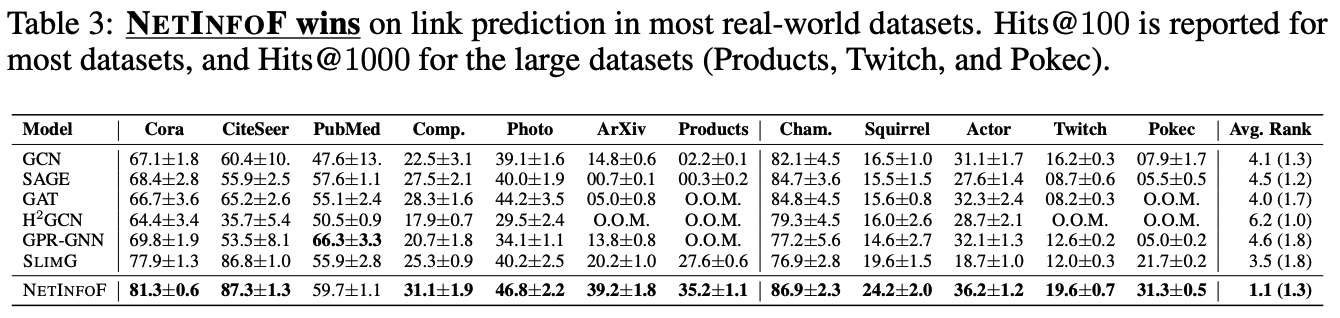 Table 3: NETINFOF wins on link prediction in most real-world datasets. Hits@100 is reported for
most datasets, and Hits@1000 for the large datasets (Products, Twitch, and Pokec).
Model Cora CiteSeer PubMed Comp. Photo ArXiv Products Cham. Squirrel Actor Twitch Pokec Avg. Rank
GCN 67.1±1.8 60.4±10. 47.6±13. 22.5±3.1 39.1±1.6 14.8±0.6 02.2±0.1 82.1±4.5 16.5±1.0 31.1±1.7 16.2±0.3 07.9±1.7 4.1 (1.3)
SAGE 68.4±2.8 55.9±2.5 57.6±1.1 27.5±2.1 40.0±1.9 00.7±0.1 00.3±0.2 84.7±3.6 15.5±1.5 27.6±1.4 08.7±0.6 05.5±0.5 4.5 (1.2)
GAT 66.7±3.6 65.2±2.6 55.1±2.4 28.3±1.6 44.2±3.5 05.0±0.8 O.O.M. 84.8±4.5 15.6±0.8 32.3±2.4 08.2±0.3 O.O.M. 4.0 (1.7)
H²GCN 64.4±3.4 35.7±5.4 50.5±0.9 17.9±0.7 29.5±2.4 O.O.M. O.O.M. 79.3±4.5 16.0±2.6 28.7±2.1 O.O.M. O.O.M. 6.2 (1.0)
GPR-GNN 69.8±1.9 53.5±8.1 66.3±3.3 20.7±1.8 34.1±1.1 13.8±0.8 O.O.M. 77.2±5.6 14.6±2.7 32.1±1.3 12.6±0.2 05.0±0.2 4.6 (1.8)
SLIMG 77.9±1.3 86.8±1.0 55.9±2.8 25.3±0.9 40.2±2.5 20.2±1.0 27.6±0.6 76.9±2.8 19.6±1.5 18.7±1.0 12.0±0.3 21.7±0.2 3.5 (1.8)
NETINFOF 81.3±0.6 87.3±1.3 59.7±1.1 31.1±1.9 46.8±2.2 39.2±1.8 35.2±1.1 86.9±2.3 24.2±2.0 36.2±1.2 19.6±0.7 31.3±0.5 1.1 (1.3)